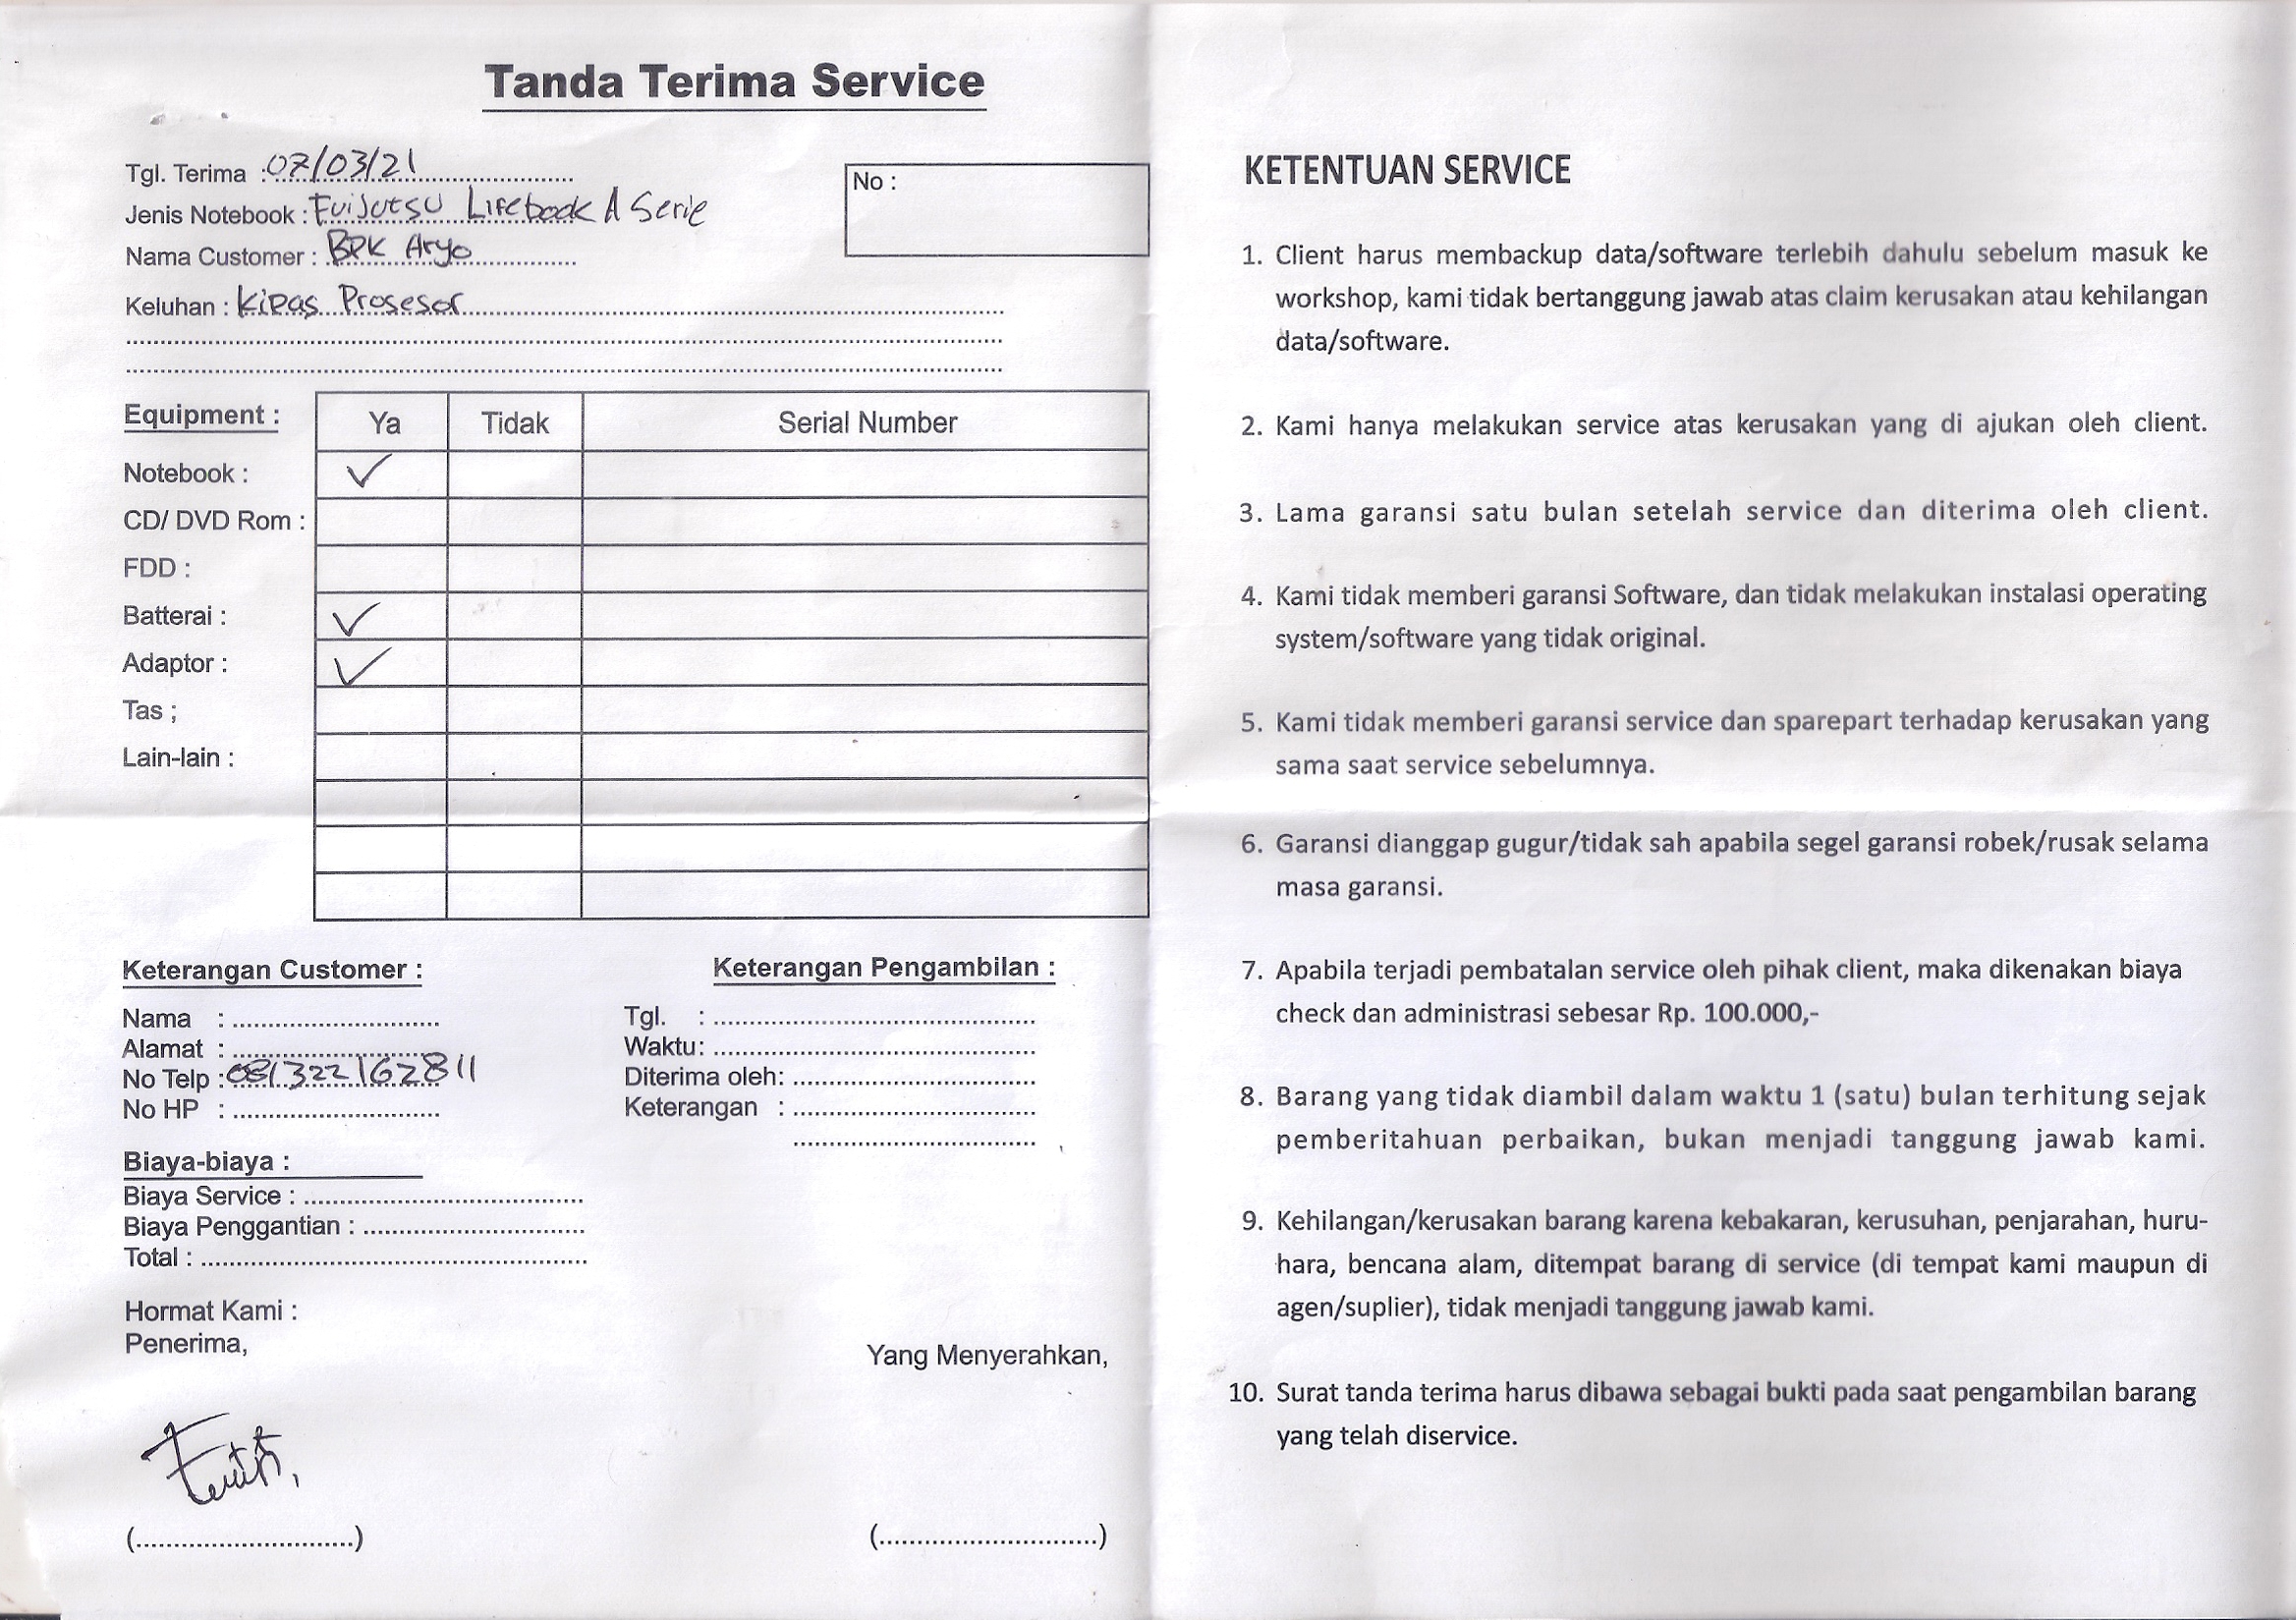 Tanda Terima Service
Tgl. Terima : 07/03/21
No :
Jenis Notebook : Fuijutsu Lifebook A Serie
Nama Customer : BPK Aryo
Keluhan : Kipas Prosesor
Equipment : Ya Tidak Serial Number
Notebook : ✓
CD/ DVD Rom :
FDD :
Batterai : ✓
Adaptor : ✓
Tas ;
Lain-lain :
Keterangan Customer :
Nama :
Alamat :
No Telp : 081322162811
No HP :
Keterangan Pengambilan :
Tgl. :
Waktu:
Diterima oleh:
Keterangan :
Biaya-biaya :
Biaya Service :
Biaya Penggantian :
Total :
Hormat Kami :
Penerima,
Yang Menyerahkan,
(..............................)
(..............................)
KETENTUAN SERVICE
1. Client harus membackup data/software terlebih dahulu sebelum masuk ke
workshop, kami tidak bertanggung jawab atas claim kerusakan atau kehilangan
data/software.
2. Kami hanya melakukan service atas kerusakan yang di ajukan oleh client.
3. Lama garansi satu bulan setelah service dan diterima oleh client.
4. Kami tidak memberi garansi Software, dan tidak melakukan instalasi operating
system/software yang tidak original.
5. Kami tidak memberi garansi service dan sparepart terhadap kerusakan yang
sama saat service sebelumnya.
6. Garansi dianggap gugur/tidak sah apabila segel garansi robek/rusak selama
masa garansi.
7. Apabila terjadi pembatalan service oleh pihak client, maka dikenakan biaya
check dan administrasi sebesar Rp. 100.000,-
8. Barang yang tidak diambil dalam waktu 1 (satu) bulan terhitung sejak
pemberitahuan perbaikan, bukan menjadi tanggung jawab kami.
9. Kehilangan/kerusakan barang karena kebakaran, kerusuhan, penjarahan, huru-
hara, bencana alam, ditempat barang di service (di tempat kami maupun di
agen/suplier), tidak menjadi tanggung jawab kami.
10. Surat tanda terima harus dibawa sebagai bukti pada saat pengambilan barang
yang telah diservice.